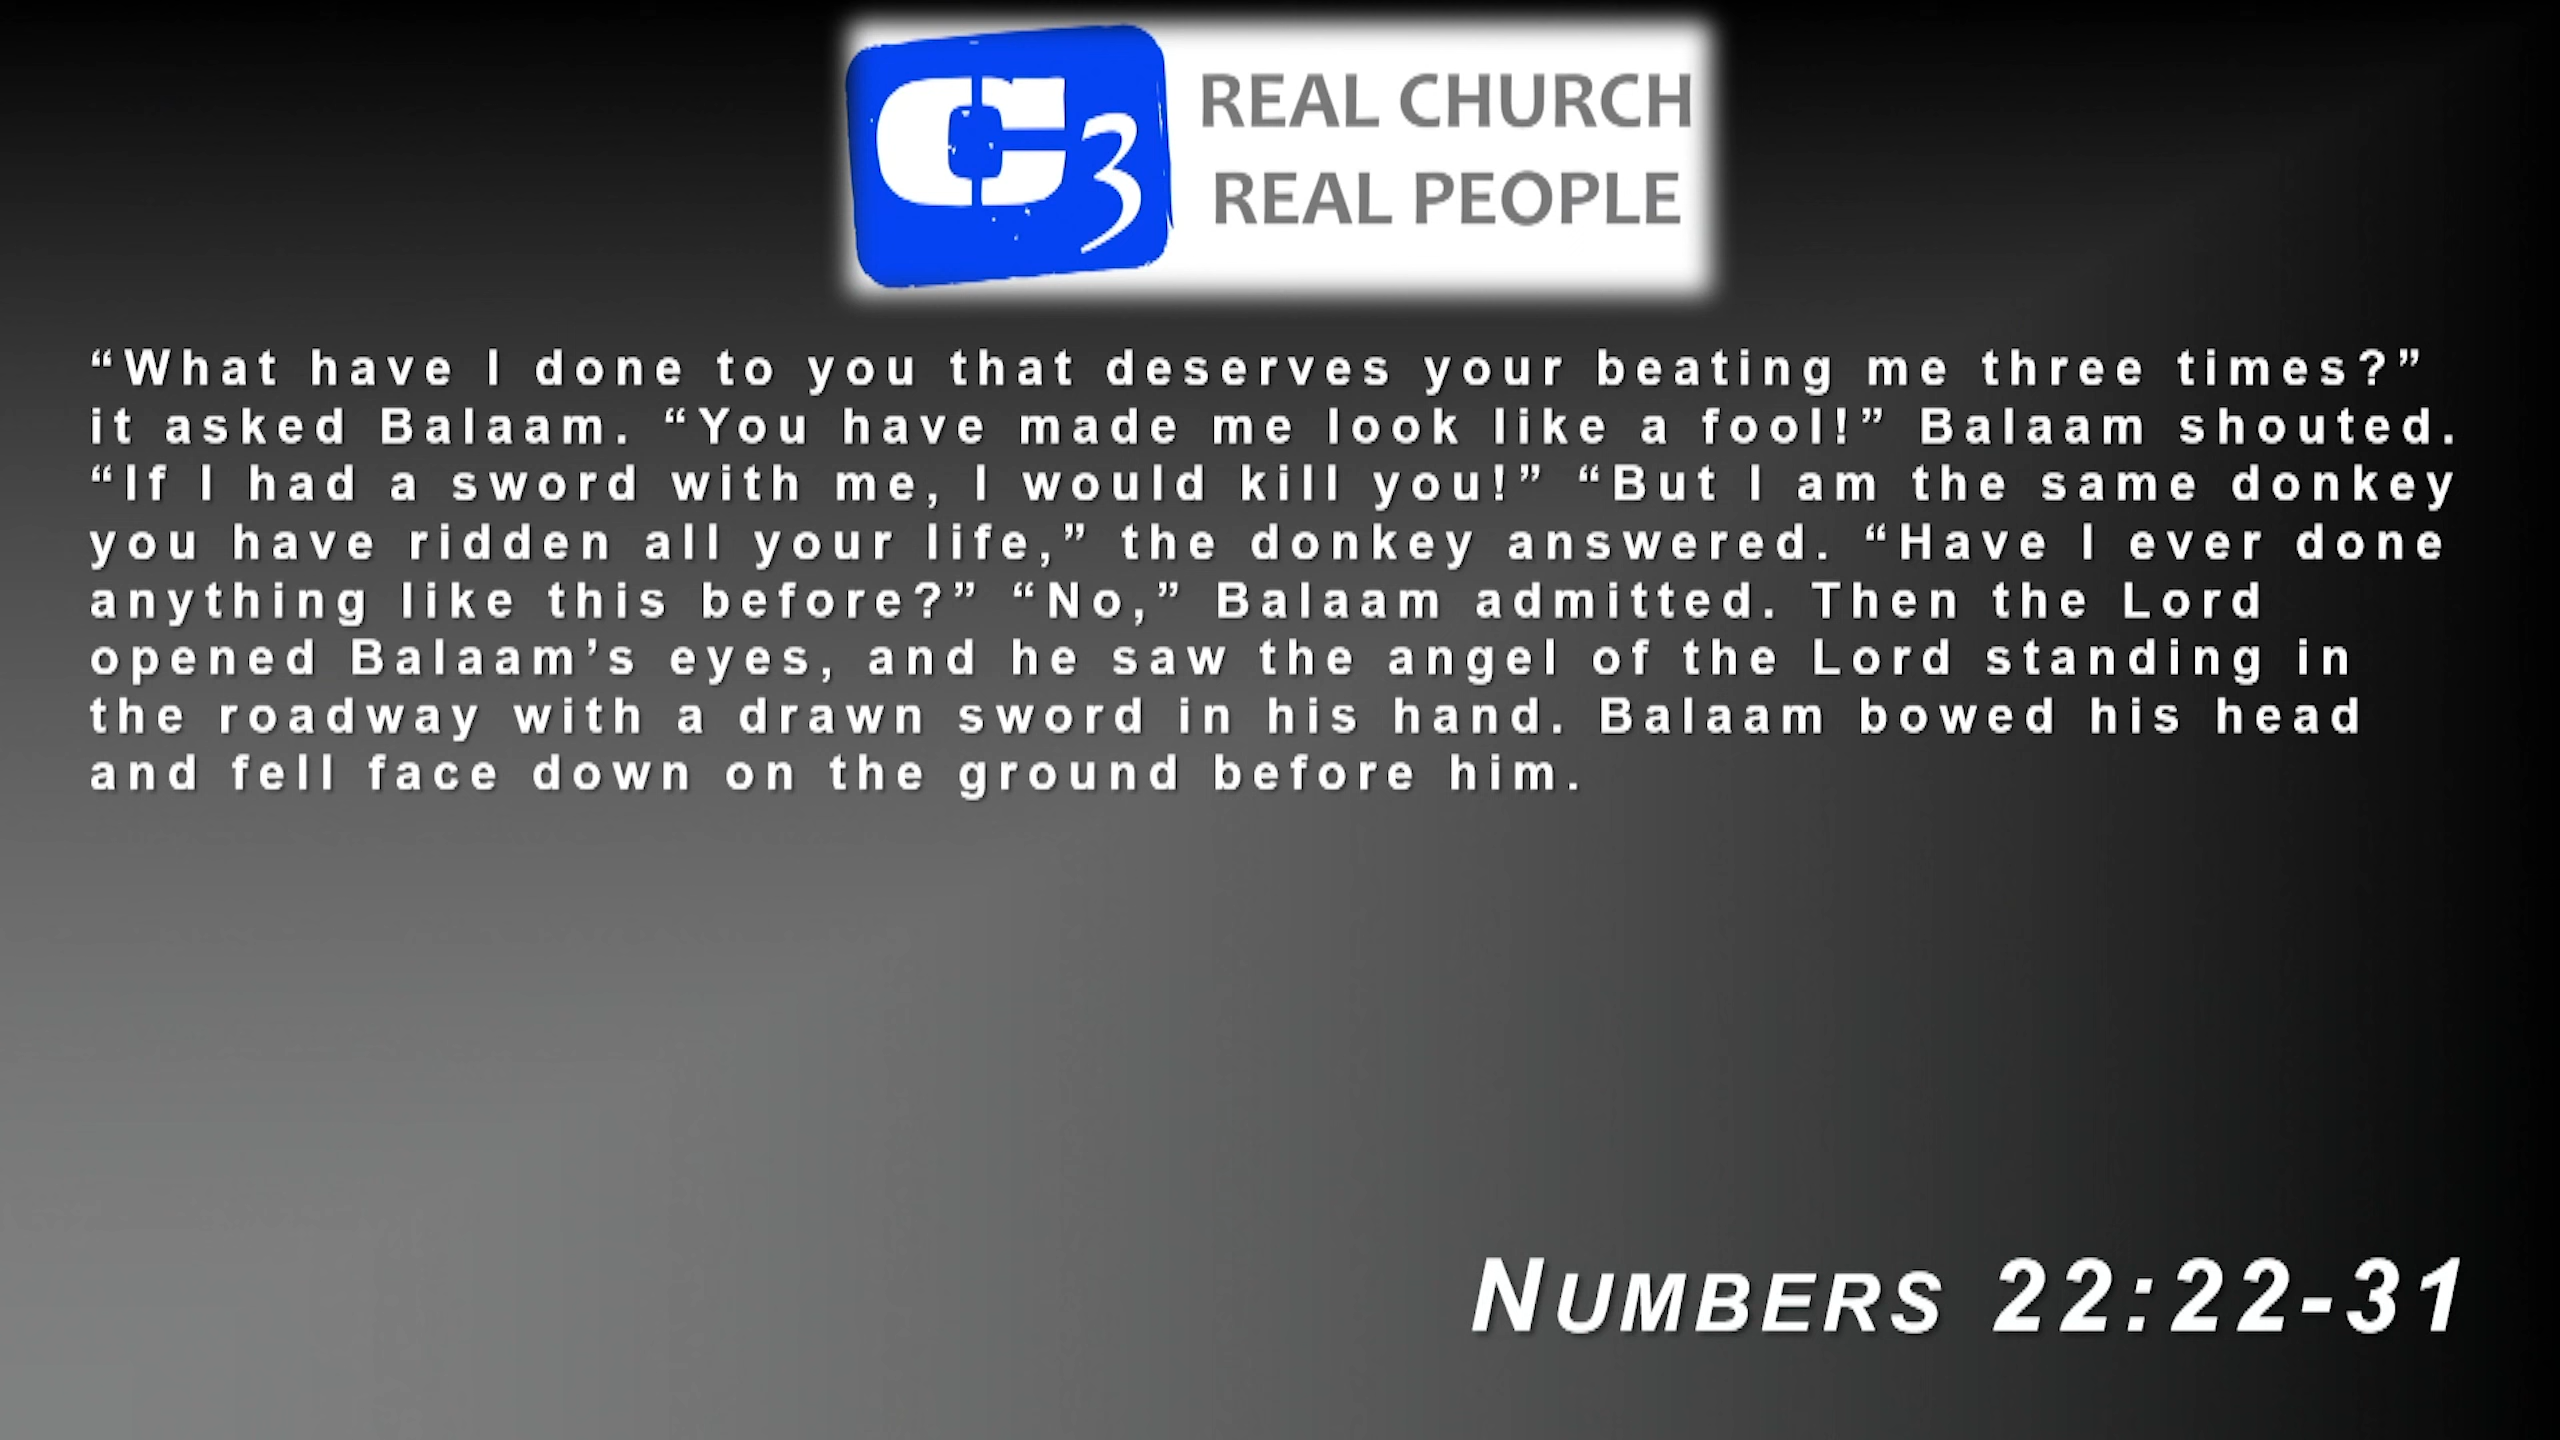 C3
REAL CHURCH
REAL PEOPLE
“What have I done to you that deserves your beating me three times?”
it asked Balaam. “You have made me look like a fool!” Balaam shouted.
“If I had a sword with me, I would kill you!” “But I am the same donkey
you have ridden all your life,” the donkey answered. “Have I ever done
anything like this before?” “No,” Balaam admitted. Then the Lord
opened Balaam’s eyes, and he saw the angel of the Lord standing in
the roadway with a drawn sword in his hand. Balaam bowed his head
and fell face down on the ground before him.
NUMBERS 22:22-31